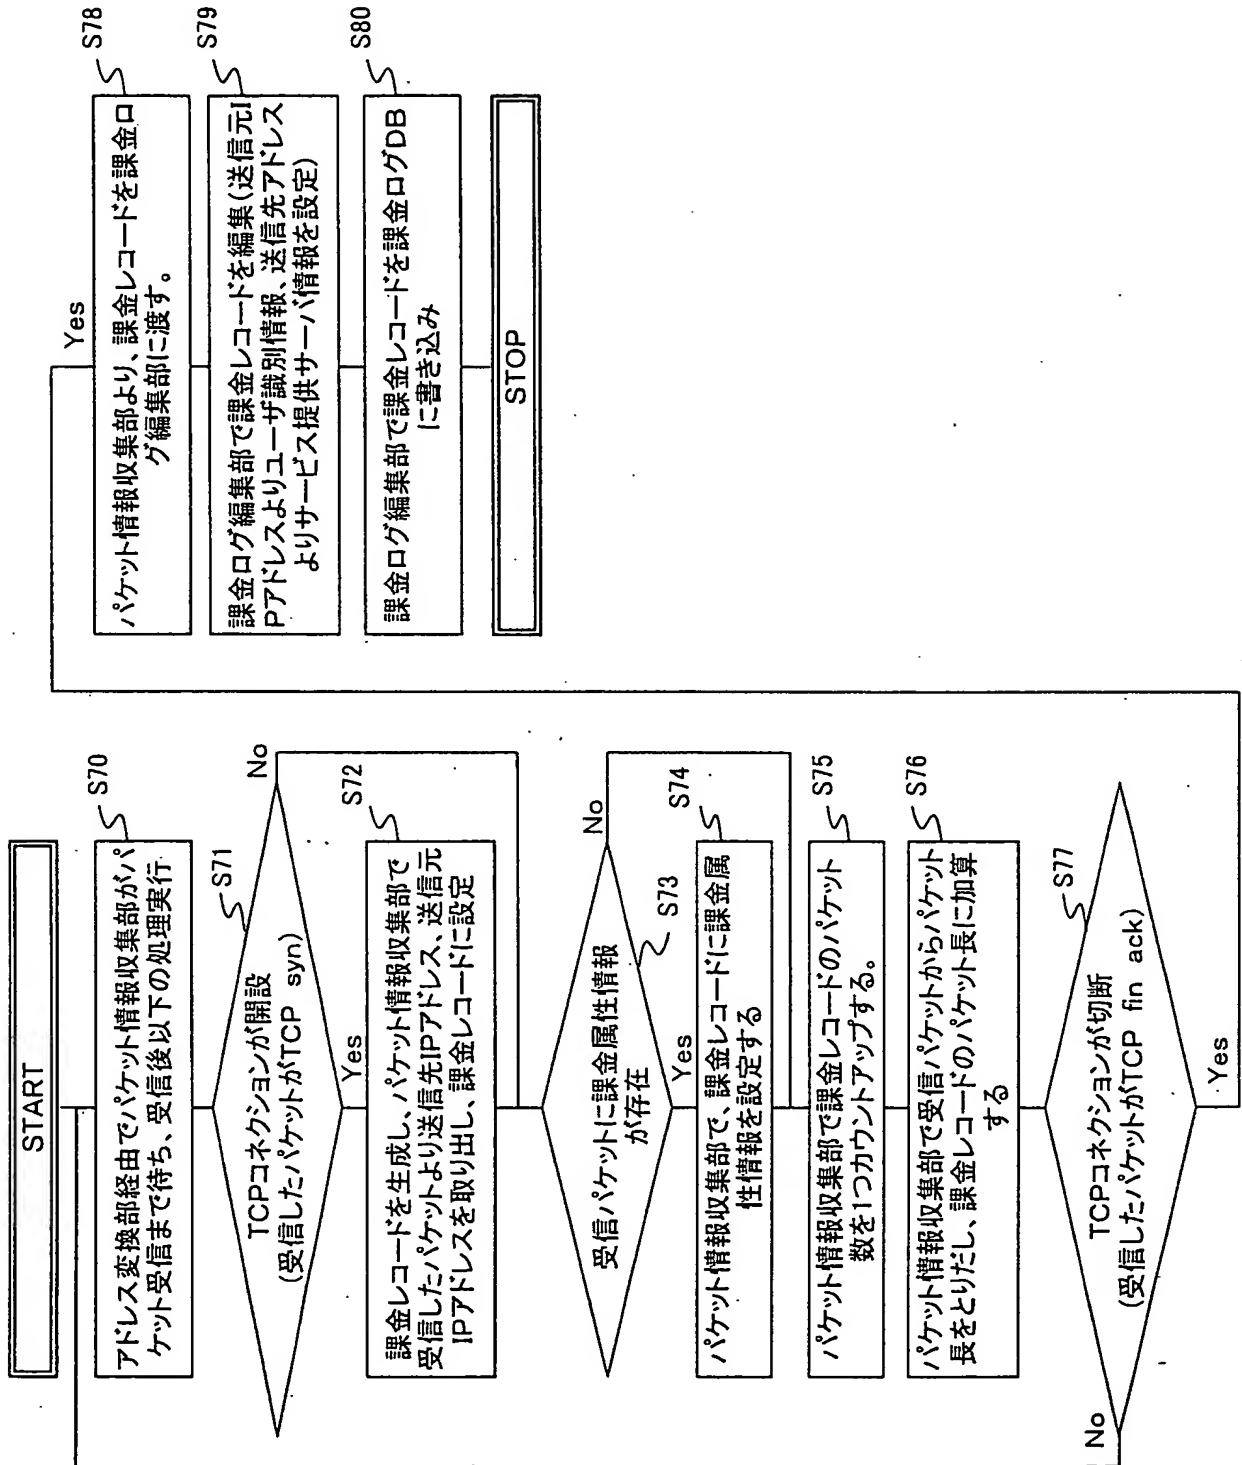 START
S70
アドレス変換部経由でパケット情報収集部がパ
ケット受信まで待ち、受信後以下の処理実行
S71
TCPコネクションが開設
(受信したパケットがTCP syn)
No
Yes
S72
課金レコードを生成し、パケット情報収集部で
受信したパケットより送信先IPアドレス、送信元
IPアドレスを取り出し、課金レコードに設定
受信パケットに課金属性情報
が存在
S73
No
Yes
S74
パケット情報収集部で、課金レコードに課金属
性情報を設定する
S75
パケット情報収集部で課金レコードのパケット
数を1つカウントアップする。
S76
パケット情報収集部で受信パケットからパケット
長をとりだし、課金レコードのパケット長に加算
する
S77
TCPコネクションが切断
(受信したパケットがTCP fin ack)
No
Yes
Yes
S78
パケット情報収集部より、課金レコードを課金ロ
グ編集部に渡す。
S79
課金ログ編集部で課金レコードを編集(送信元I
Pアドレスよりユーザ識別情報、送信先アドレス
よりサービス提供サーバ情報を設定)
S80
課金ログ編集部で課金レコードを課金ログDB
に書き込み
STOP